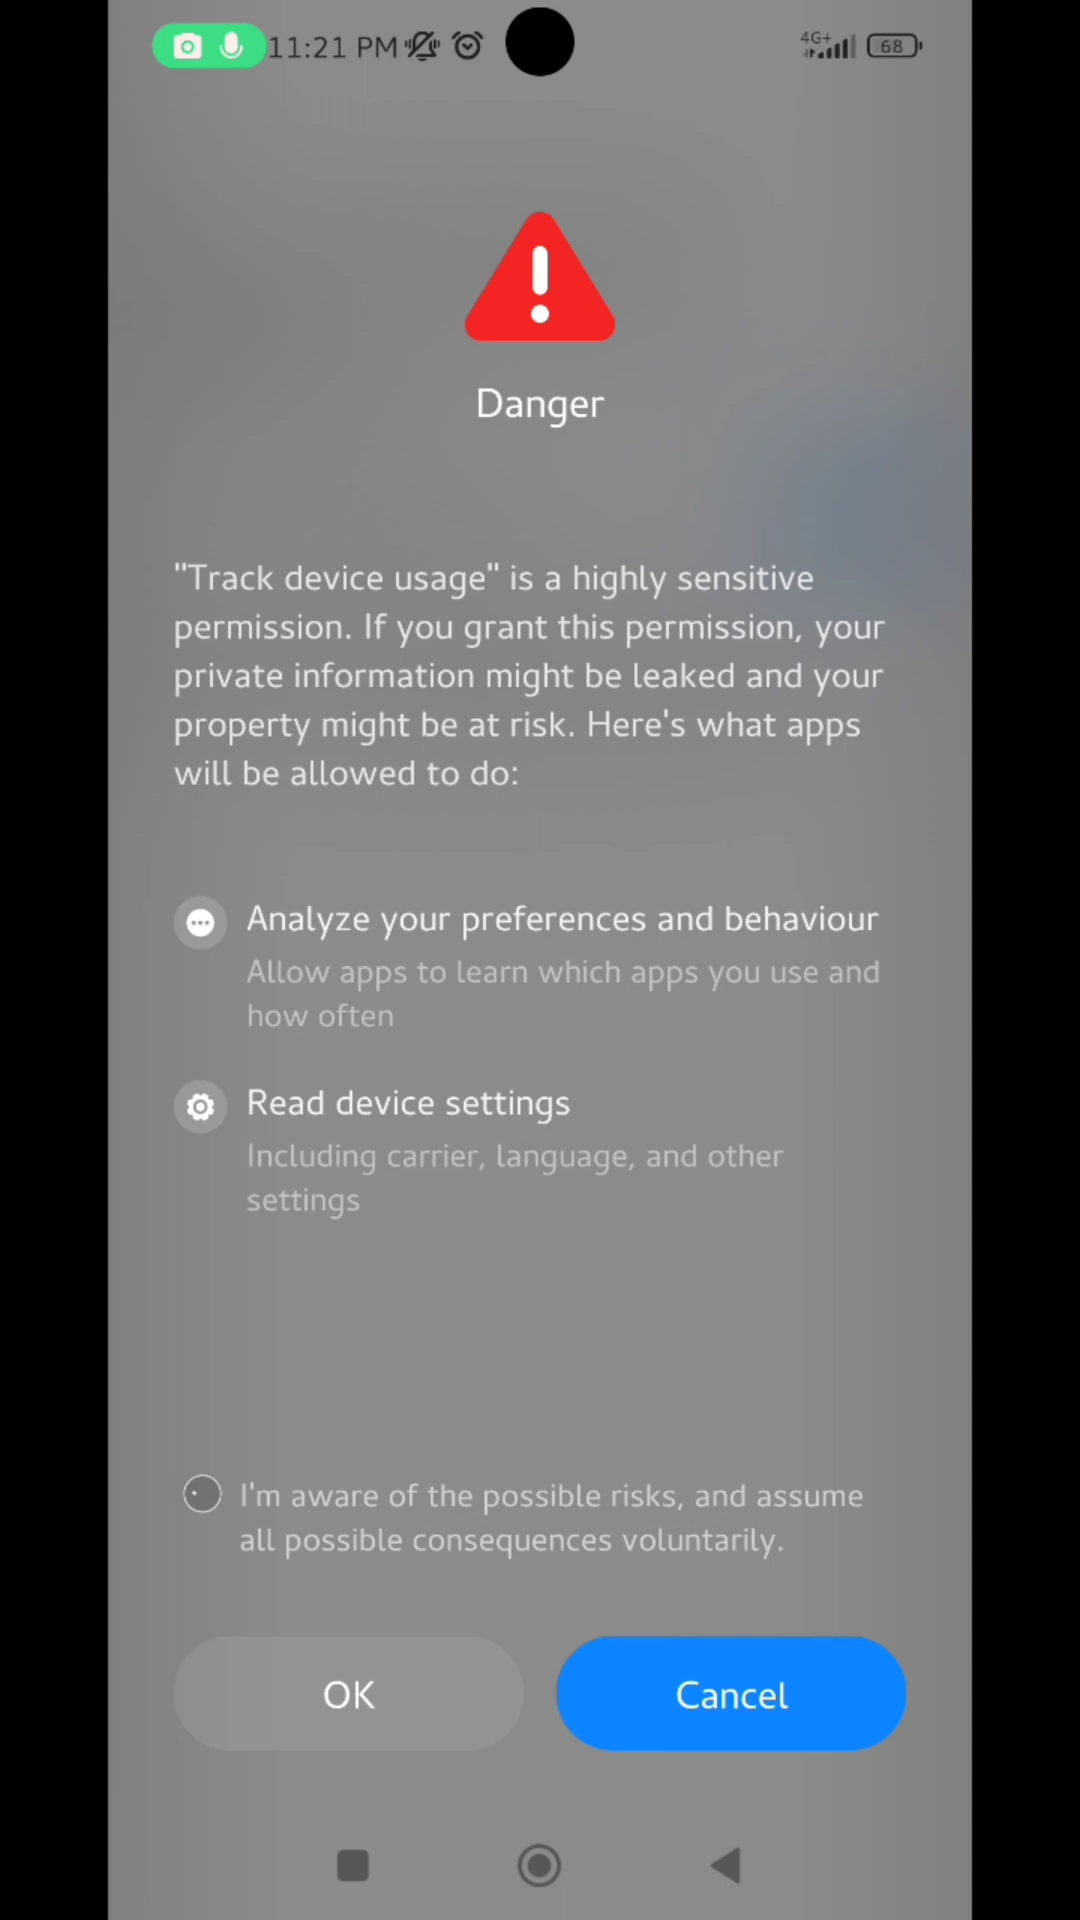 11:21 PM
4G+
68
Danger
"Track device usage" is a highly sensitive
permission. If you grant this permission, your
private information might be leaked and your
property might be at risk. Here's what apps
will be allowed to do:
Analyze your preferences and behaviour
Allow apps to learn which apps you use and
how often
Read device settings
Including carrier, language, and other
settings
I'm aware of the possible risks, and assume
all possible consequences voluntarily.
OK
Cancel